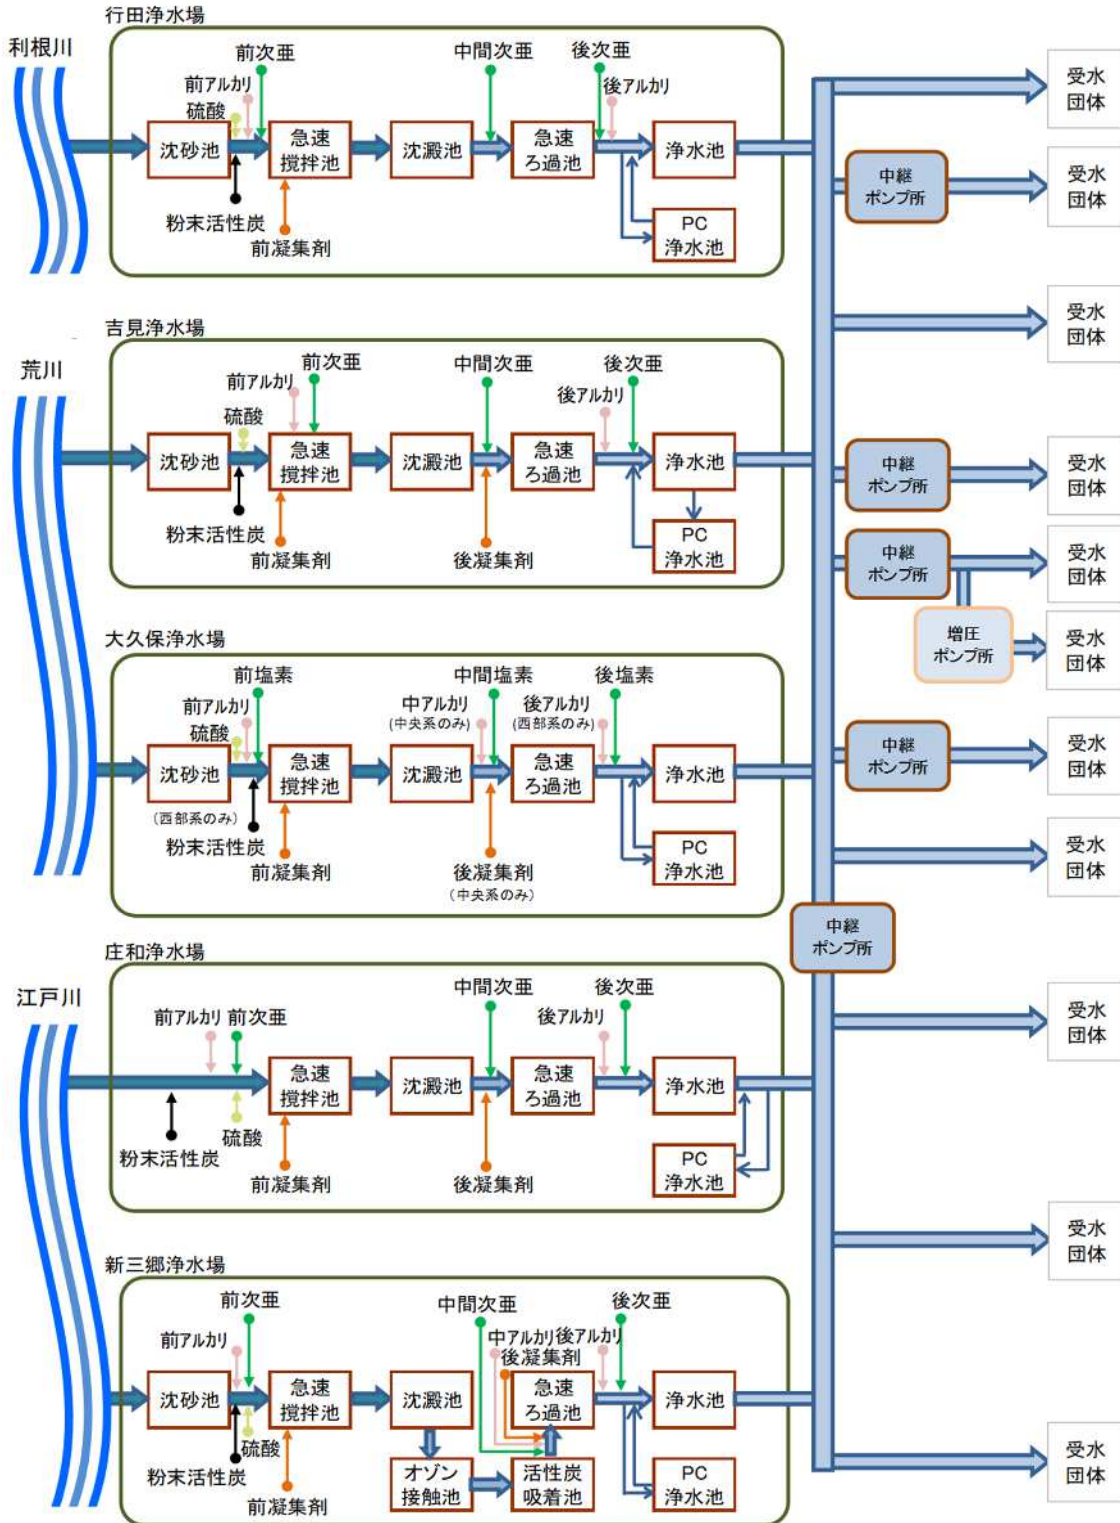 行田浄水場
利根川
前次亜
前アルカリ
硫酸
中間次亜
後次亜
後アルカリ
沈砂池
急速
撹拌池
沈澱池
急速
ろ過池
浄水池
粉末活性炭
前凝集剤
PC
浄水池
受水
団体
中継
ポンプ所
受水
団体
受水
団体
吉見浄水場
荒川
前次亜
前アルカリ
硫酸
中間次亜
後次亜
後アルカリ
沈砂池
急速
撹拌池
沈澱池
急速
ろ過池
浄水池
粉末活性炭
前凝集剤
後凝集剤
PC
浄水池
中継
ポンプ所
受水
団体
中継
ポンプ所
受水
団体
増圧
ポンプ所
受水
団体
大久保浄水場
前塩素
前アルカリ
硫酸
中間塩素
中アルカリ
(中央系のみ)
後塩素
後アルカリ
(西部系のみ)
沈砂池
急速
撹拌池
沈澱池
急速
ろ過池
浄水池
(西部系のみ)
粉末活性炭
前凝集剤
後凝集剤
(中央系のみ)
PC
浄水池
中継
ポンプ所
受水
団体
受水
団体
中継
ポンプ所
庄和浄水場
江戸川
前アルカリ
前次亜
中間次亜
後次亜
後アルカリ
急速
撹拌池
沈澱池
急速
ろ過池
浄水池
粉末活性炭
硫酸
前凝集剤
後凝集剤
PC
浄水池
受水
団体
受水
団体
新三郷浄水場
前次亜
前アルカリ
中間次亜
中アルカリ
後凝集剤
後アルカリ
後次亜
沈砂池
急速
撹拌池
沈澱池
急速
ろ過池
浄水池
硫酸
粉末活性炭
前凝集剤
オゾン
接触池
活性炭
吸着池
PC
浄水池
受水
団体